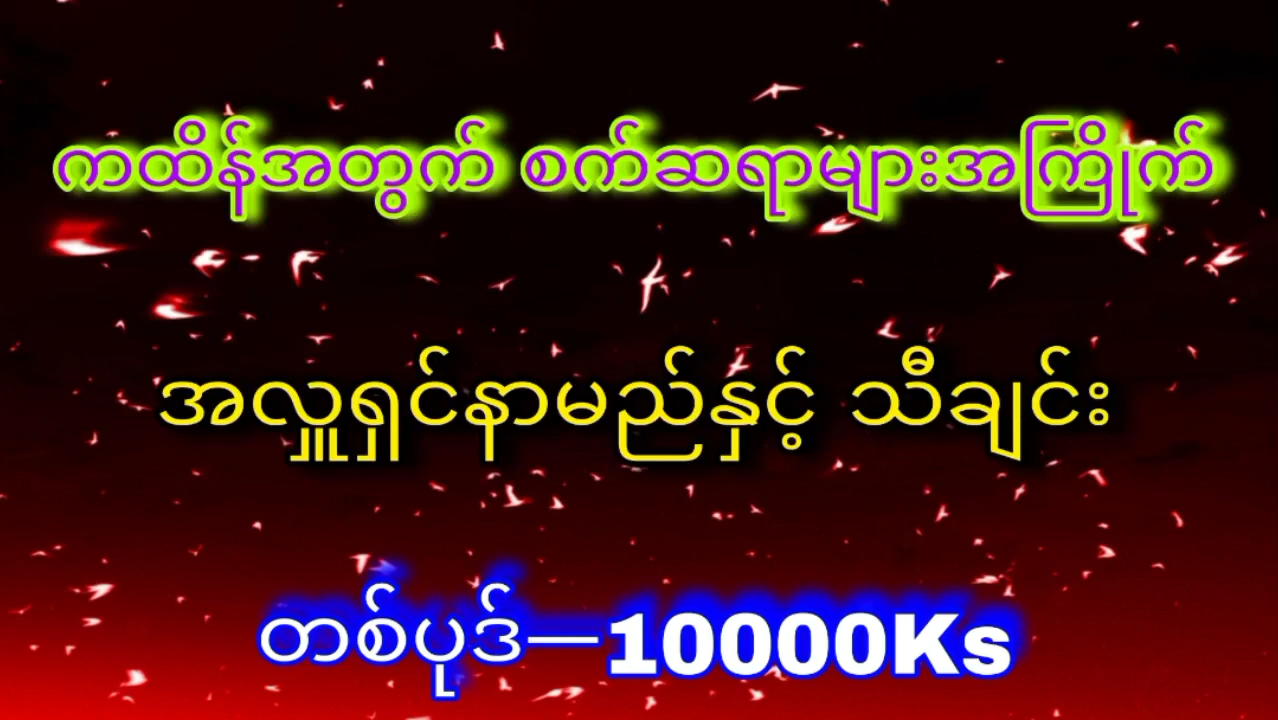 ကထိန်အတွက် စက်ဆရာများအကြိုက်
အလှူရှင်နာမည်နှင့် သီချင်း
တစ်ပုဒ်—10000Ks